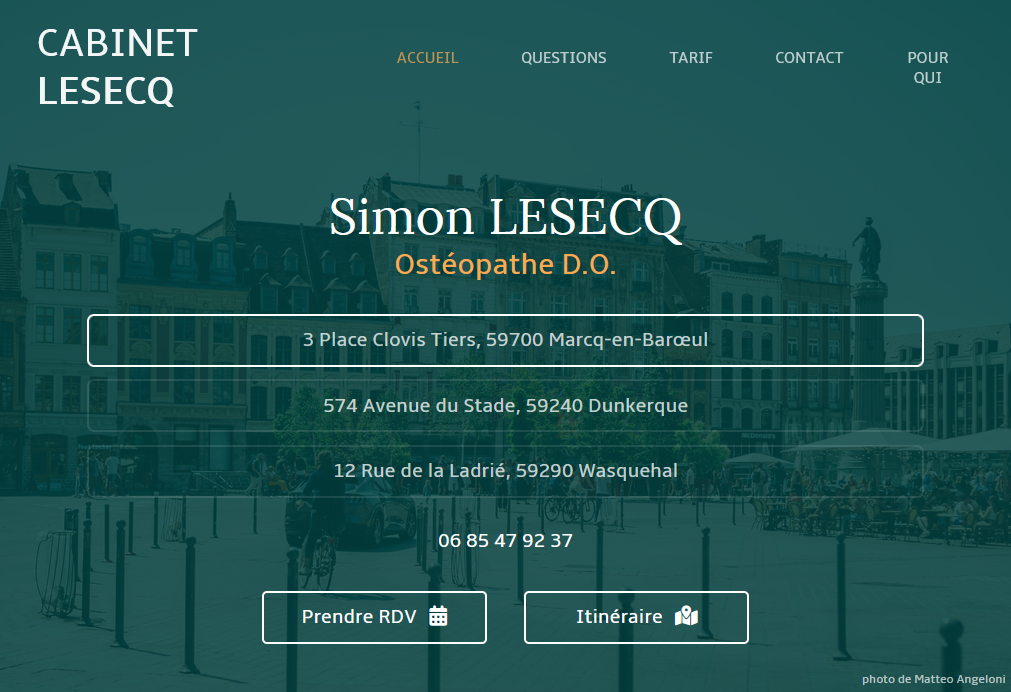 CABINET
LESECQ
ACCUEIL
QUESTIONS
TARIF
CONTACT
POUR
QUI
Simon LESECQ
Ostéopathe D.O.
3 Place Clovis Tiers, 59700 Marcq-en-Barœul
574 Avenue du Stade, 59240 Dunkerque
12 Rue de la Ladrié, 59290 Wasquehal
06 85 47 92 37
Prendre RDV
Itinéraire
photo de Matteo Angeloni